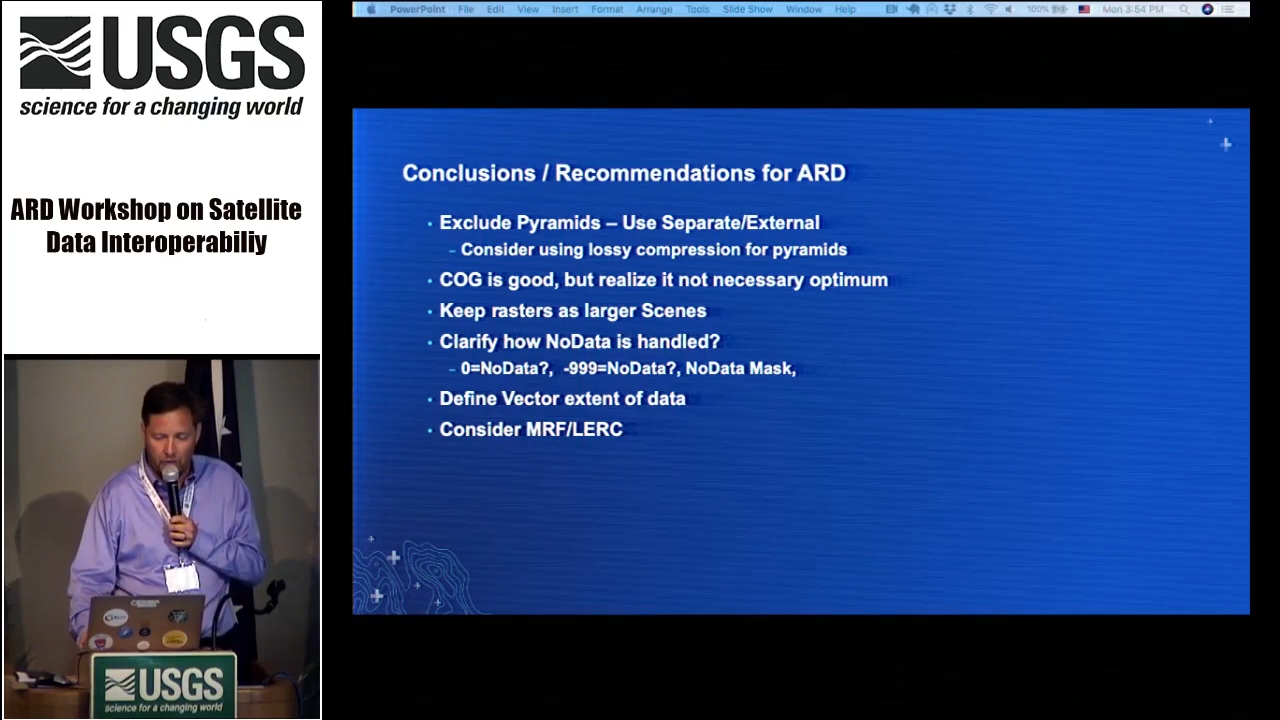 USGS
science for a changing world
ARD Workshop on Satellite
Data Interoperabiliy
PowerPoint File Edit View Insert Format Arrange Tools Slide Show Window Help 100% Mon 3:54 PM
Conclusions / Recommendations for ARD
• Exclude Pyramids – Use Separate/External
– Consider using lossy compression for pyramids
• COG is good, but realize it not necessary optimum
• Keep rasters as larger Scenes
• Clarify how NoData is handled?
– 0=NoData?, -999=NoData?, NoData Mask,
• Define Vector extent of data
• Consider MRF/LERC
USGS
science for a changing world